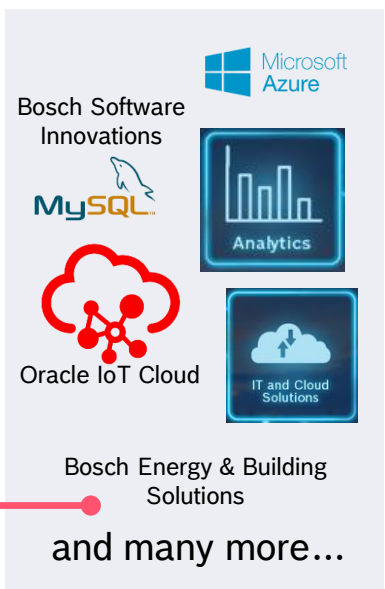 Microsoft
Azure
Bosch Software
Innovations
MySQL
Analytics
Oracle IoT Cloud
IT and Cloud
Solutions
Bosch Energy & Building
Solutions
and many more...